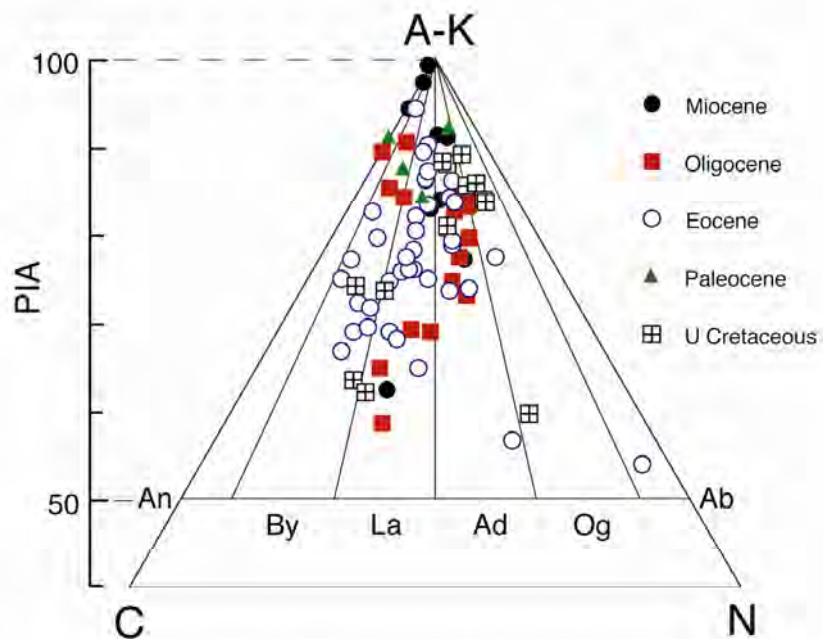 A-K
100
Miocene
Oligocene
Eocene
PIA
Paleocene
U Cretaceous
50
An
Ab
By
La
Ad
Og
C
N